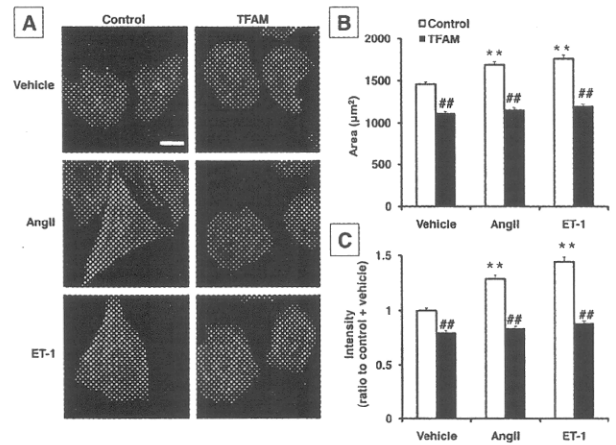 A
Control
TFAM
Vehicle
AngII
ET-1
B
Control
TFAM
Area (µm²)
2000
1500
1000
500
0
** **
## ## ##
Vehicle AngII ET-1
C
Intensity
(ratio to control + vehicle)
1.5
1
0.5
0
** **
## ## ##
Vehicle AngII ET-1